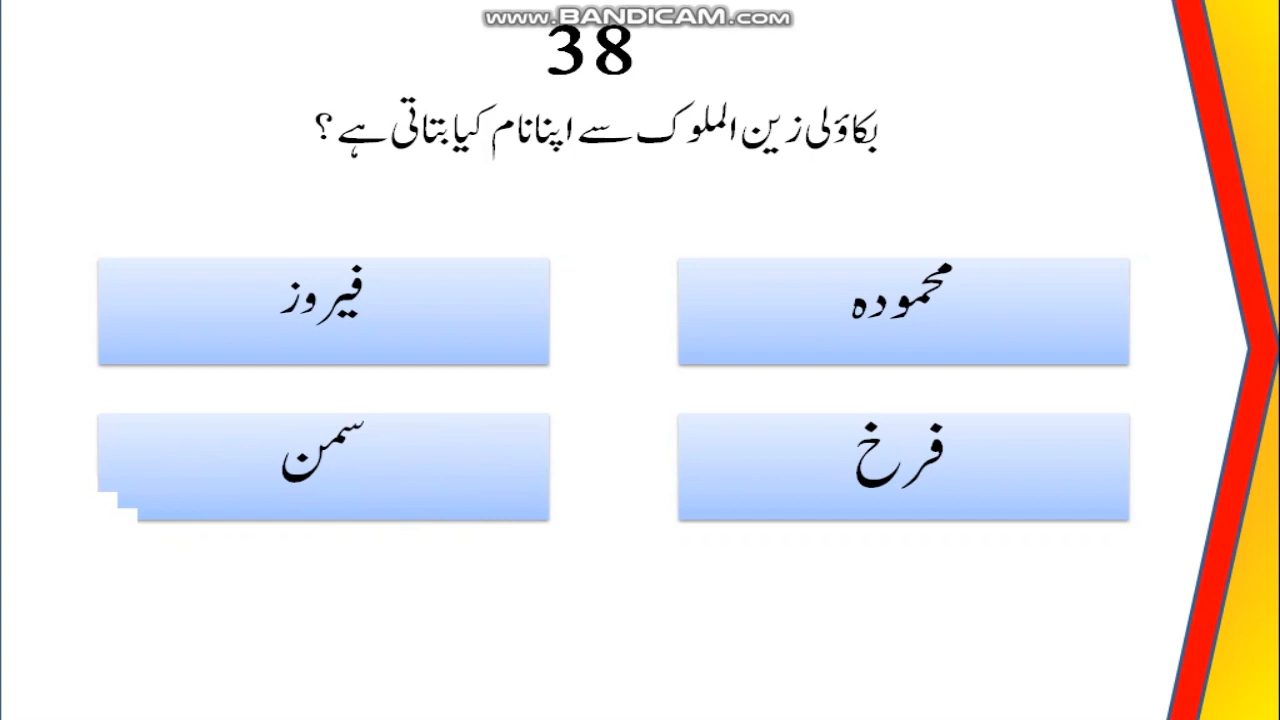 www.BANDICAM.com
38
بکاؤلی زین الملوک سے اپنا نام کیا بتاتی ہے ؟
محمودہ
فیروز
فرخ
سمن